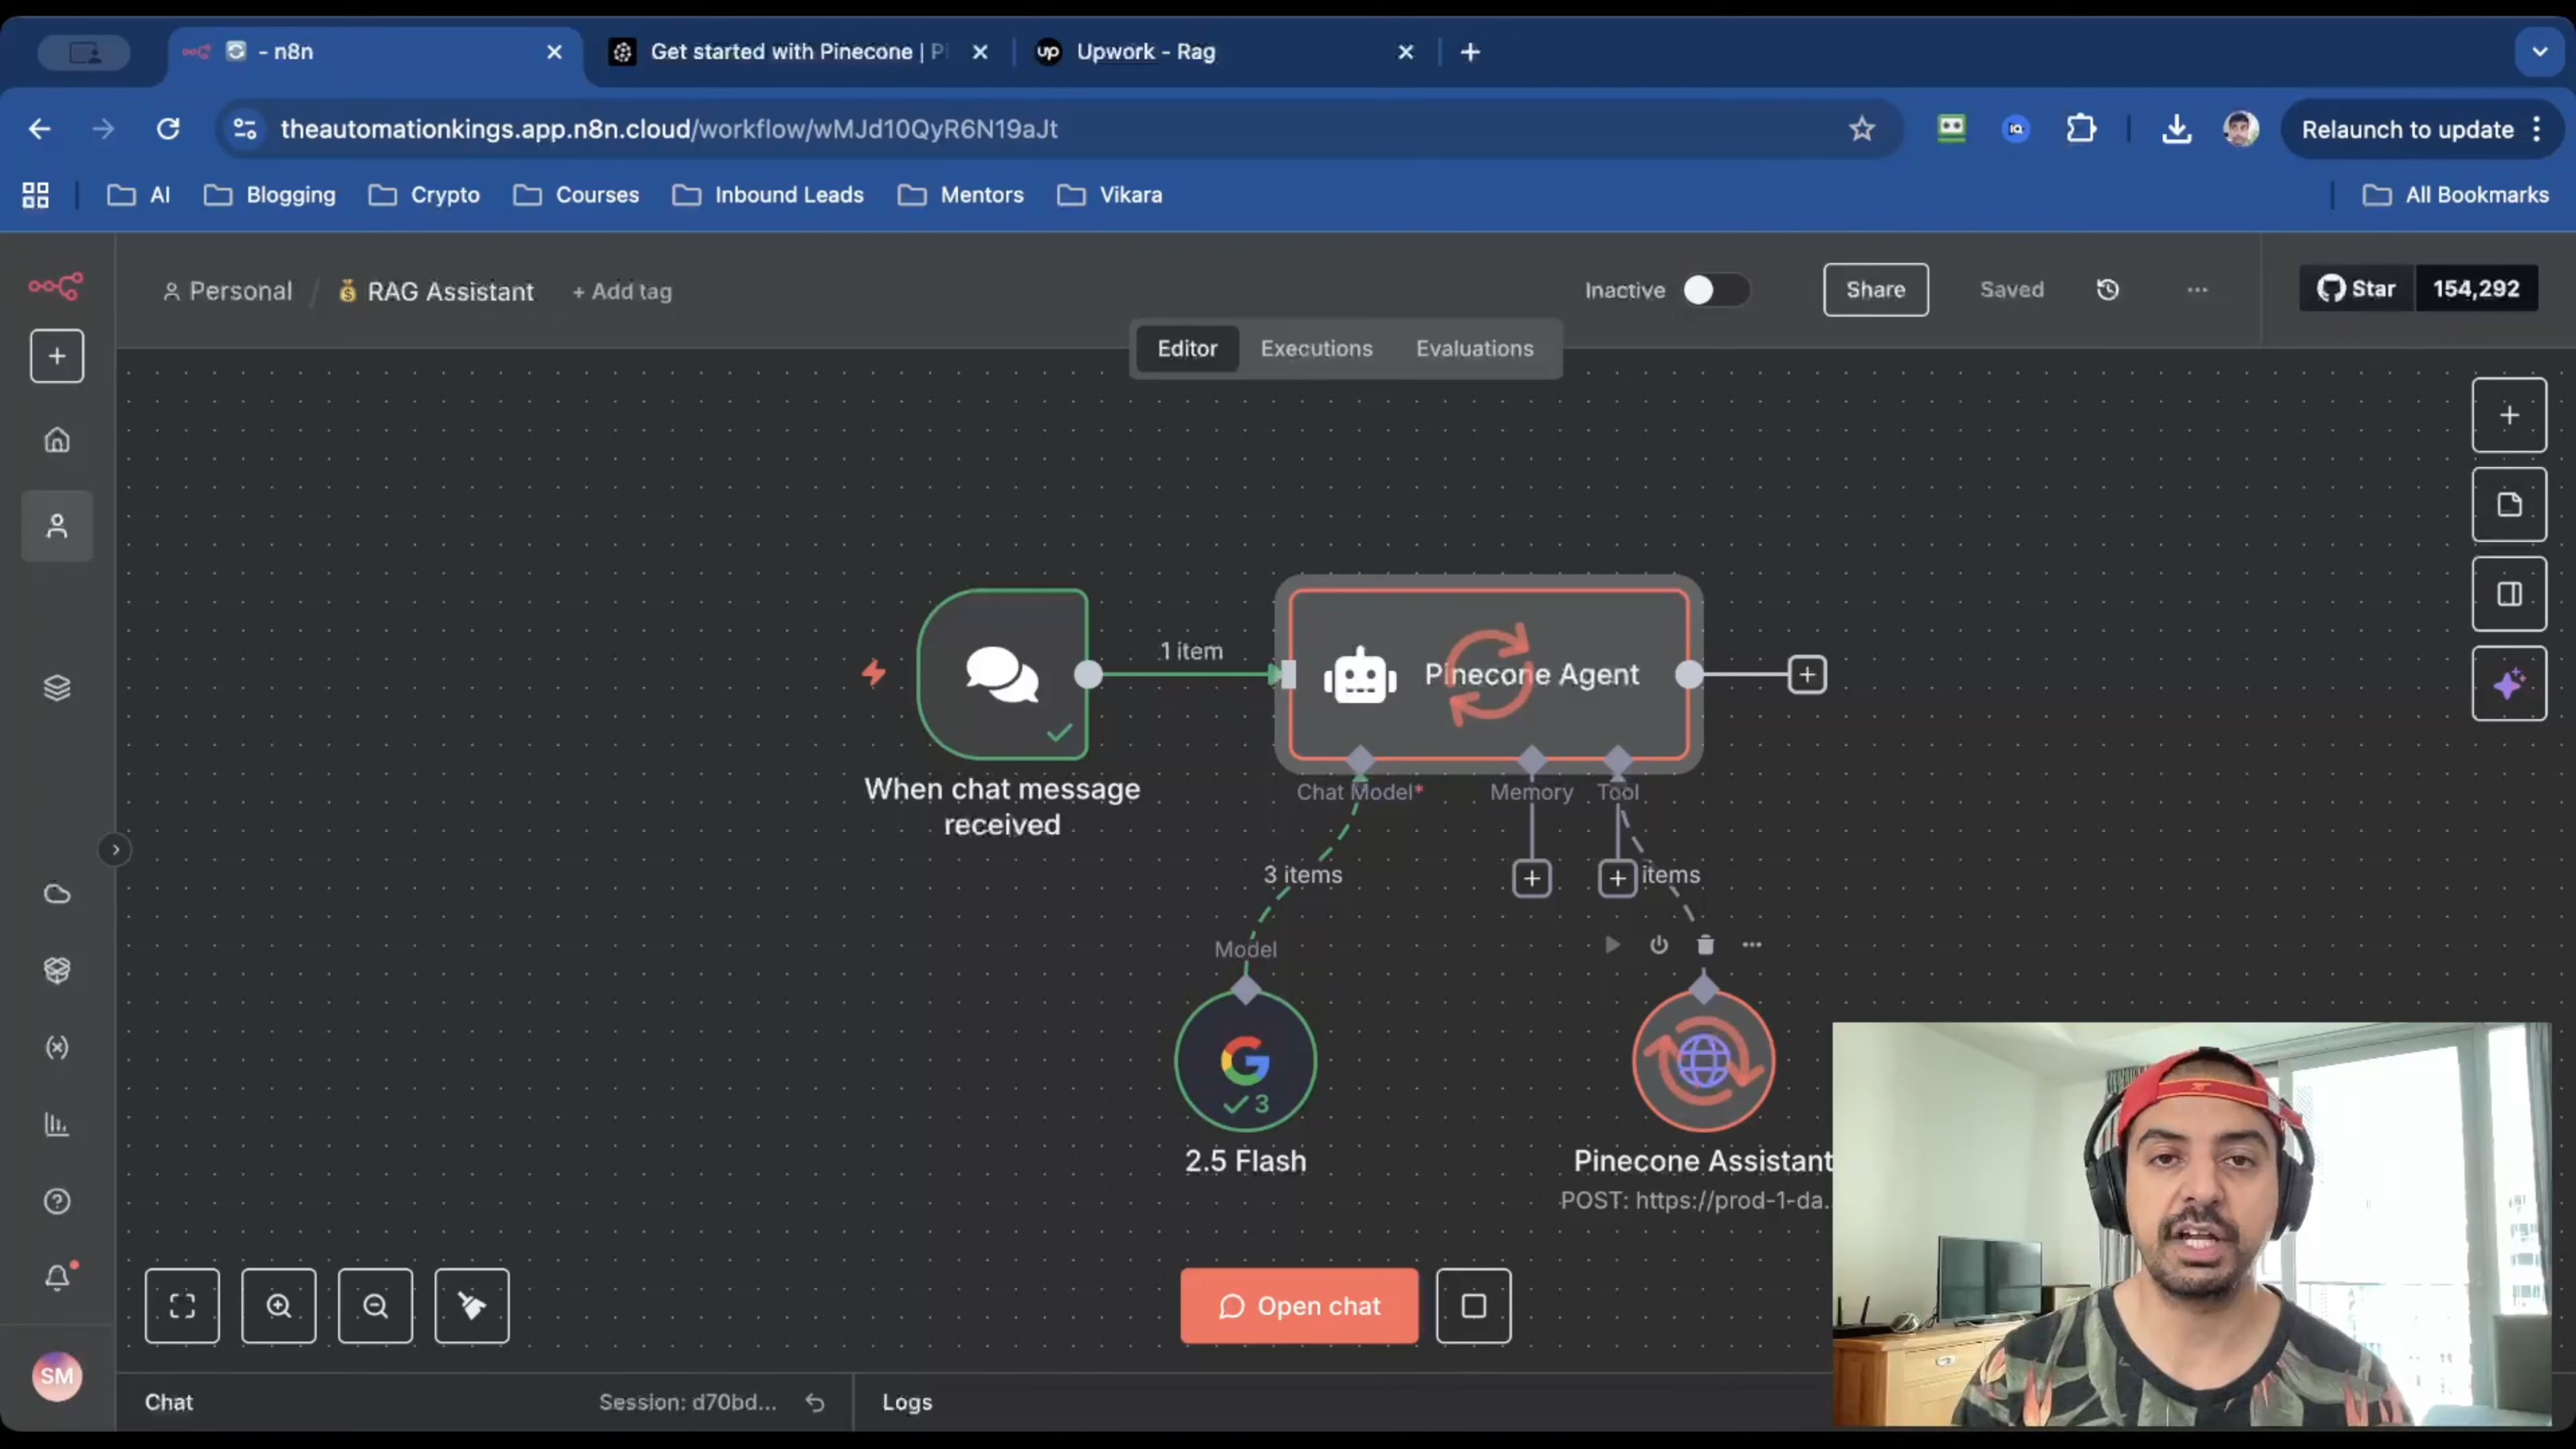 - n8n
Get started with Pinecone | Pi
Upwork - Rag
theautomationkings.app.n8n.cloud/workflow/wMJd10QyR6N19aJt
Relaunch to update
AI
Blogging
Crypto
Courses
Inbound Leads
Mentors
Vikara
All Bookmarks
Personal / RAG Assistant
+ Add tag
Inactive
Share
Saved
...
Star
154,292
Editor
Executions
Evaluations
1 item
Pinecone Agent
When chat message
received
Chat Model*
Memory
Tool
3 items
items
Model
3
2.5 Flash
Pinecone Assistant
POST: https://prod-1-da...
Open chat
SM
Chat
Session: d70bd...
Logs